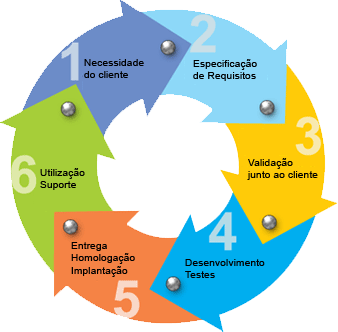 1
Necessidade
do cliente
2
Especificação
de Requisitos
3
Validação
junto ao cliente
4
Desenvolvimento
Testes
5
Entrega
Homologação
Implantação
6
Utilização
Suporte